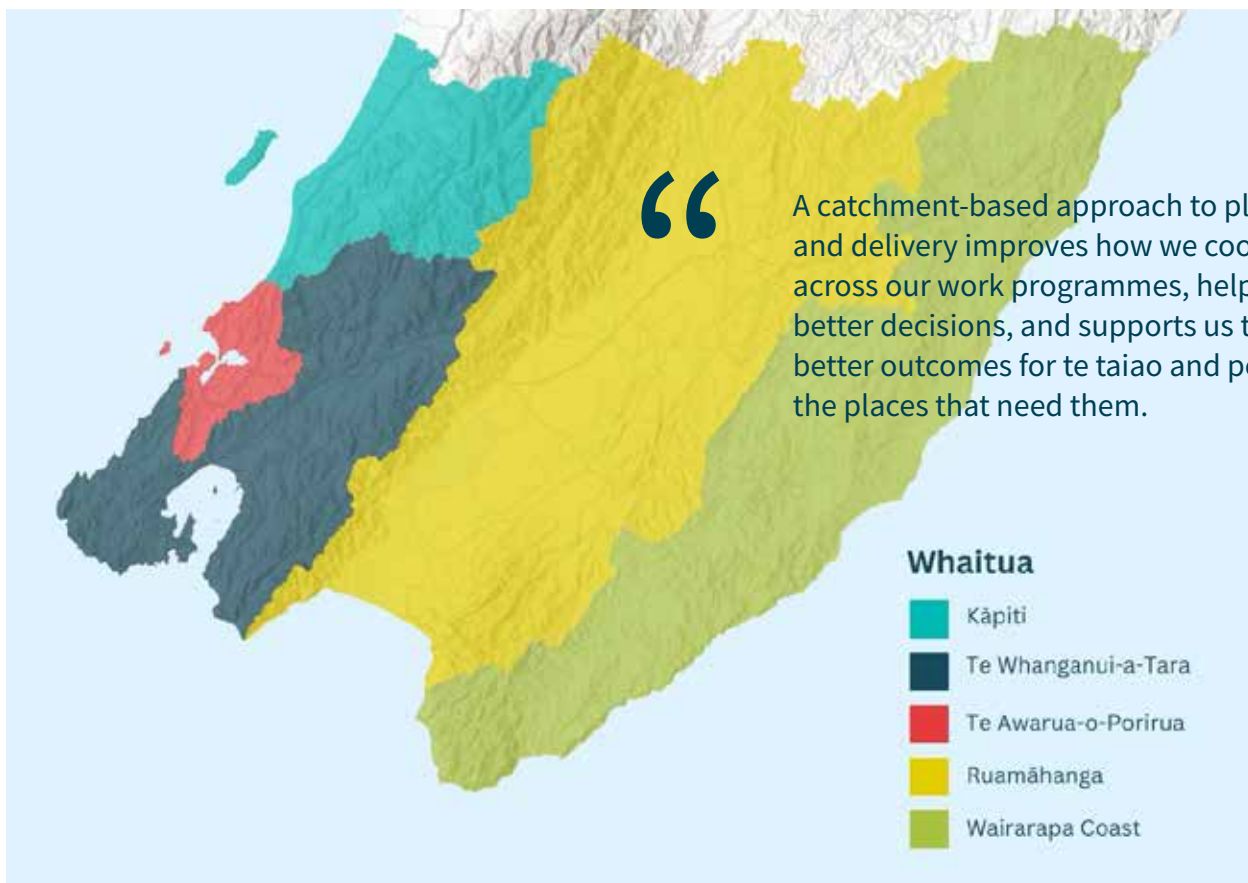 “
A catchment-based approach to pl
and delivery improves how we coo
across our work programmes, help
better decisions, and supports us t
better outcomes for te taiao and pe
the places that need them.
Whaitua
Kāpiti
Te Whanganui-a-Tara
Te Awarua-o-Porirua
Ruamāhanga
Wairarapa Coast